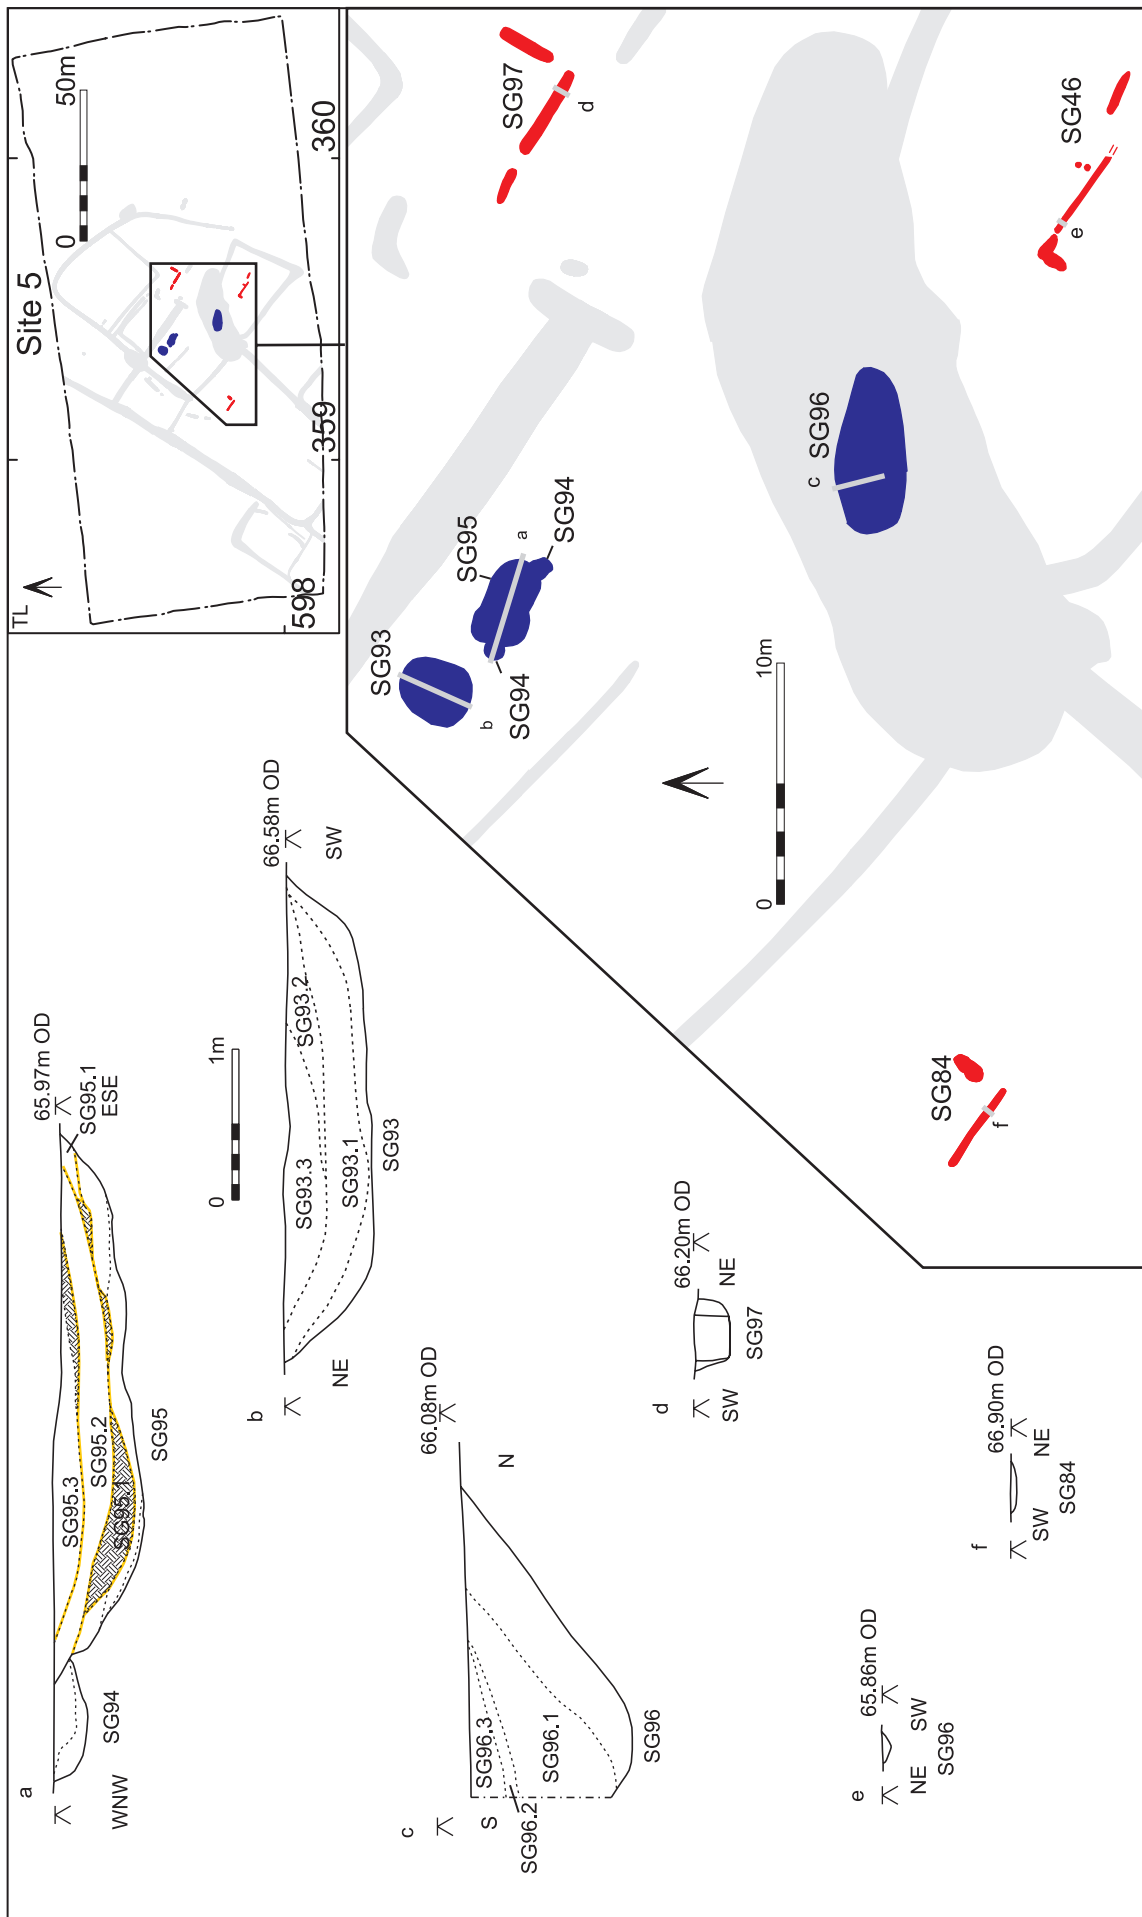 Site 5
TL
0
50m
598
359
360
a
WNW
SG94
SG95.3
SG95.2
SG95.1
SG95
65.97m OD
SG95.1
ESE
0
1m
b
NE
SG93.3
SG93.1
SG93.2
SG93
66.58m OD
SW
c
S
SG96.2
SG96.3
SG96.1
SG96
66.08m OD
N
d
SW
66.20m OD
NE
SG97
e
NE
65.86m OD
SW
SG96
f
SW
66.90m OD
NE
SG84
SG93
b
SG94
SG95
a
SG94
SG97
d
c
SG96
SG46
e
0
10m
SG84
f